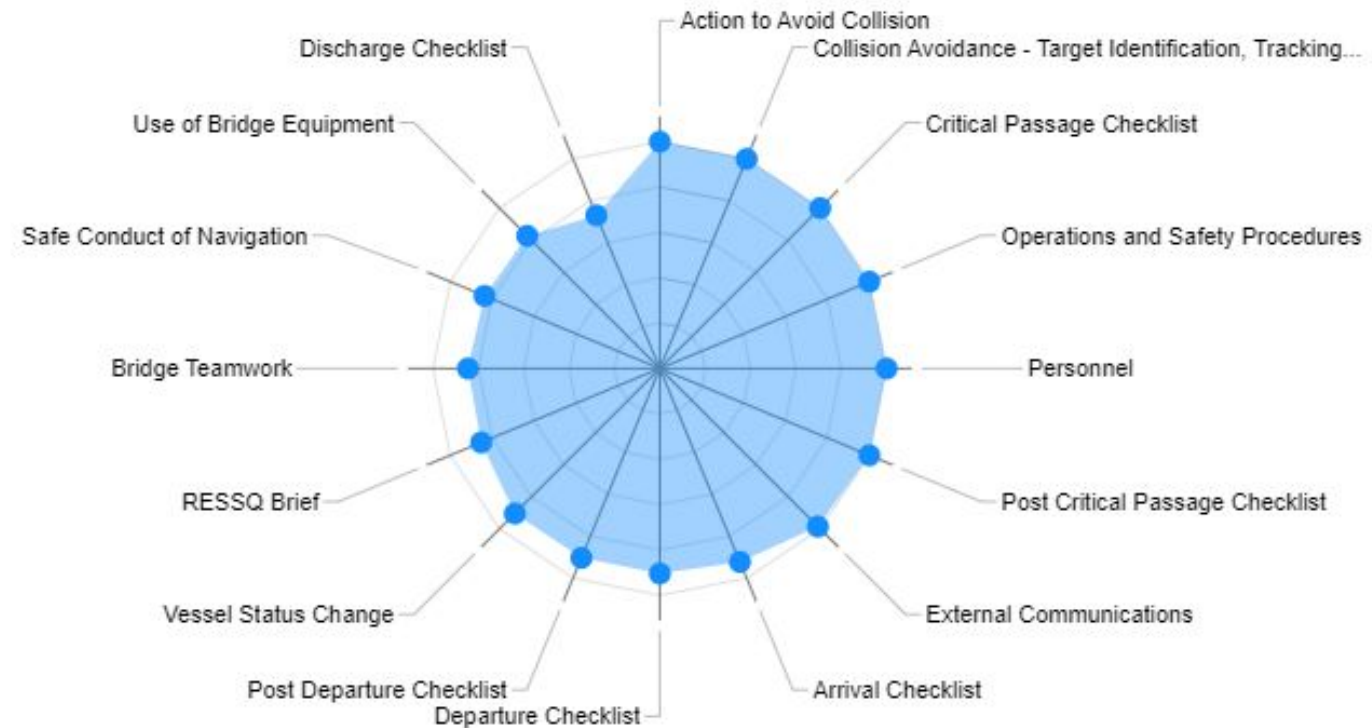 Action to Avoid Collision
Discharge Checklist
Collision Avoidance - Target Identification, Tracking...
Use of Bridge Equipment
Critical Passage Checklist
Safe Conduct of Navigation
Operations and Safety Procedures
Bridge Teamwork
Personnel
RESSQ Brief
Post Critical Passage Checklist
Vessel Status Change
External Communications
Post Departure Checklist
Arrival Checklist
Departure Checklist